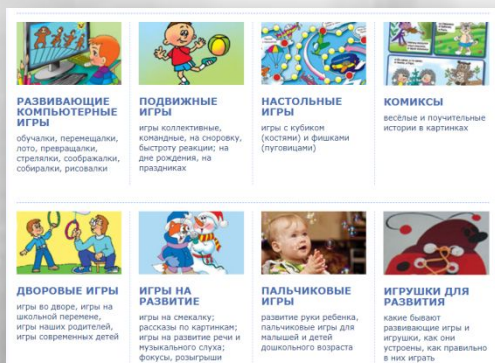 РАЗВИВАЮЩИЕ
КОМПЬЮТЕРНЫЕ
ИГРЫ
обучалки, перемещалки,
лото, превращалки,
стрелялки, соображалки,
собиралки, рисовалки
ПОДВИЖНЫЕ
ИГРЫ
игры коллективные,
командные, на сноровку,
быстроту реакции; на
дне рождения, на
праздниках
НАСТОЛЬНЫЕ
ИГРЫ
игры с кубиком
(костями) и фишками
(пуговицами)
КОМИКСЫ
весёлые и поучительные
истории в картинках
ДВОРОВЫЕ ИГРЫ
игры во дворе, игры на
школьной перемене,
игры наших родителей,
игры современных детей
ИГРЫ НА
РАЗВИТИЕ
игры на смекалку;
рассказы по картинкам;
игры на развитие речи и
музыкального слуха;
фокусы, розыгрыши
ПАЛЬЧИКОВЫЕ
ИГРЫ
развитие руки ребенка,
пальчиковые игры для
малышей и детей
дошкольного возраста
ИГРУШКИ ДЛЯ
РАЗВИТИЯ
какие бывают
развивающие игры и
игрушки, как они
устроены, как правильно
в них играть